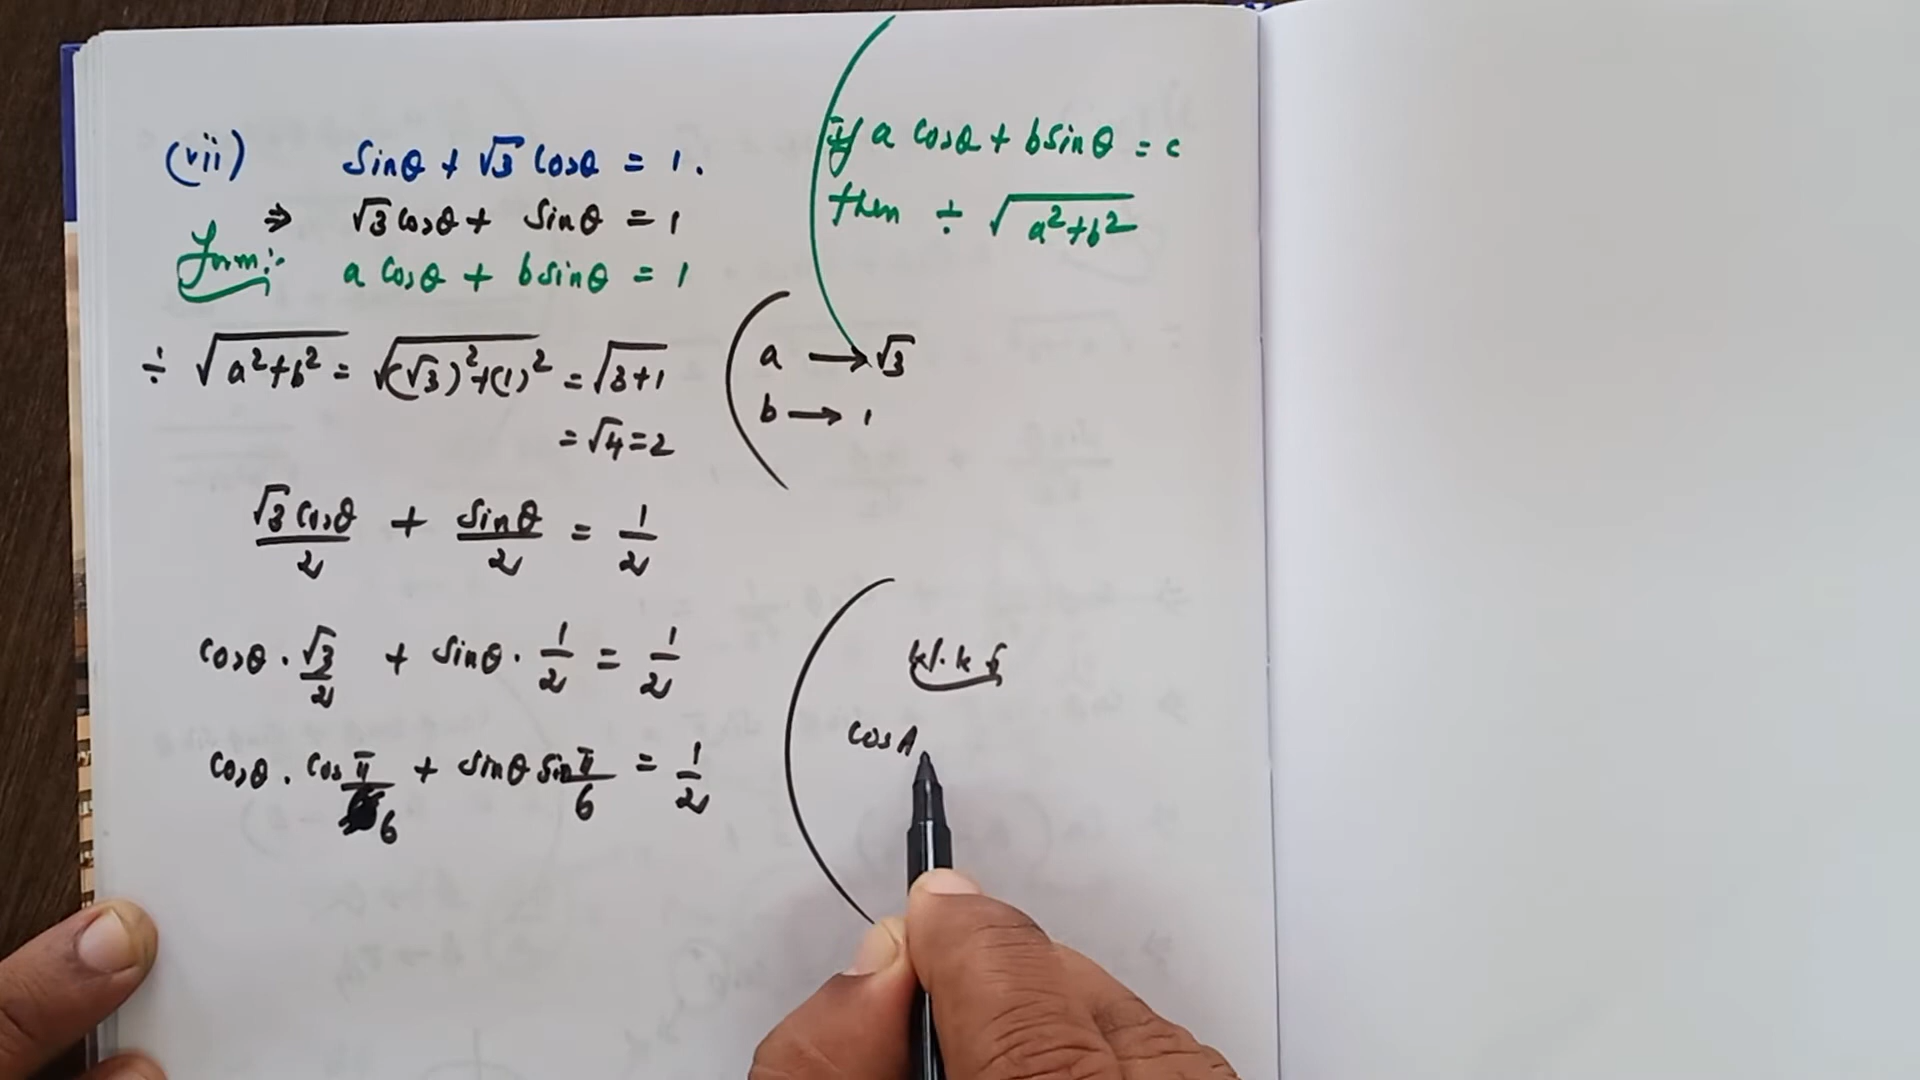 (vii) Sinθ + √3 Cosθ = 1.
⇒ √3 cosθ + Sinθ = 1
Form:- a Cosθ + b sinθ = 1
If a Cosθ + b Sinθ = c
then ÷ √(a²+b²)
÷ √(a²+b²) = √((√3)²+(1)²) = √(3+1)
= √4 = 2
a → √3
b → 1
√3 Cosθ/2 + Sinθ/2 = 1/2
Cosθ . √3/2 + Sinθ . 1/2 = 1/2
Cosθ . Cos π/6 + Sinθ Sin π/6 = 1/2
Cos A